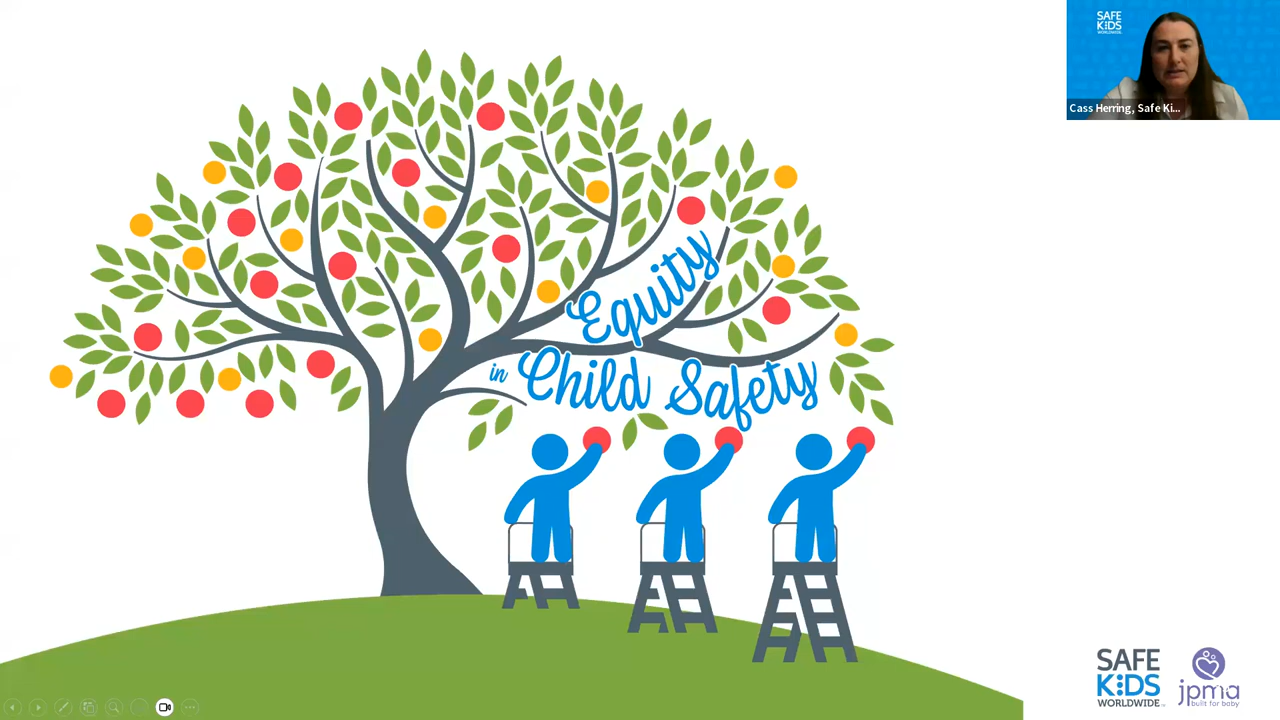 SAFE
KIDS
WORLDWIDE
Cass Herring, Safe Ki...
Equity
in Child Safety
SAFE
KIDS
WORLDWIDE
jpma
built for baby